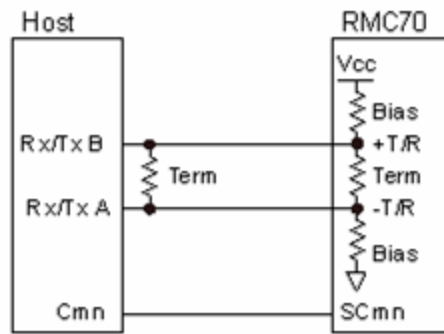 Host
RMC70
Vcc
Bias
Rx/Tx B
+T/R
Term
Term
Rx/Tx A
-T/R
Bias
Cmn
SCmn